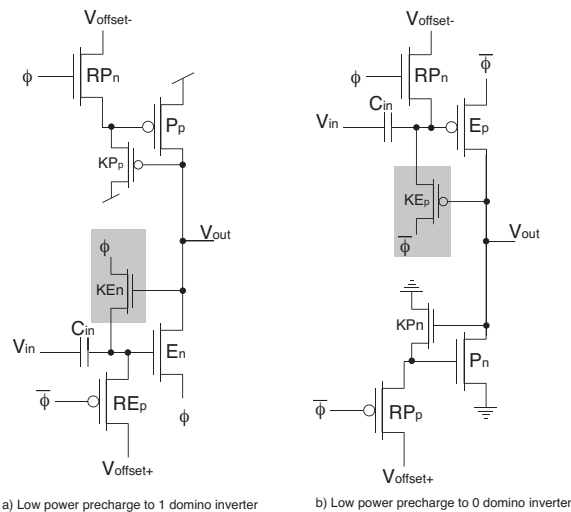 Voffset-
RPn
ϕ
Pp
KPp
Vout
ϕ
KEn
Cin
Vin
En
ϕ̅
REp
ϕ
Voffset+
a) Low power precharge to 1 domino inverter
Voffset-
RPn
ϕ
ϕ̅
Cin
Vin
Ep
KEp
ϕ̅
Vout
KPn
Pn
ϕ̅
RPp
Voffset+
b) Low power precharge to 0 domino inverter